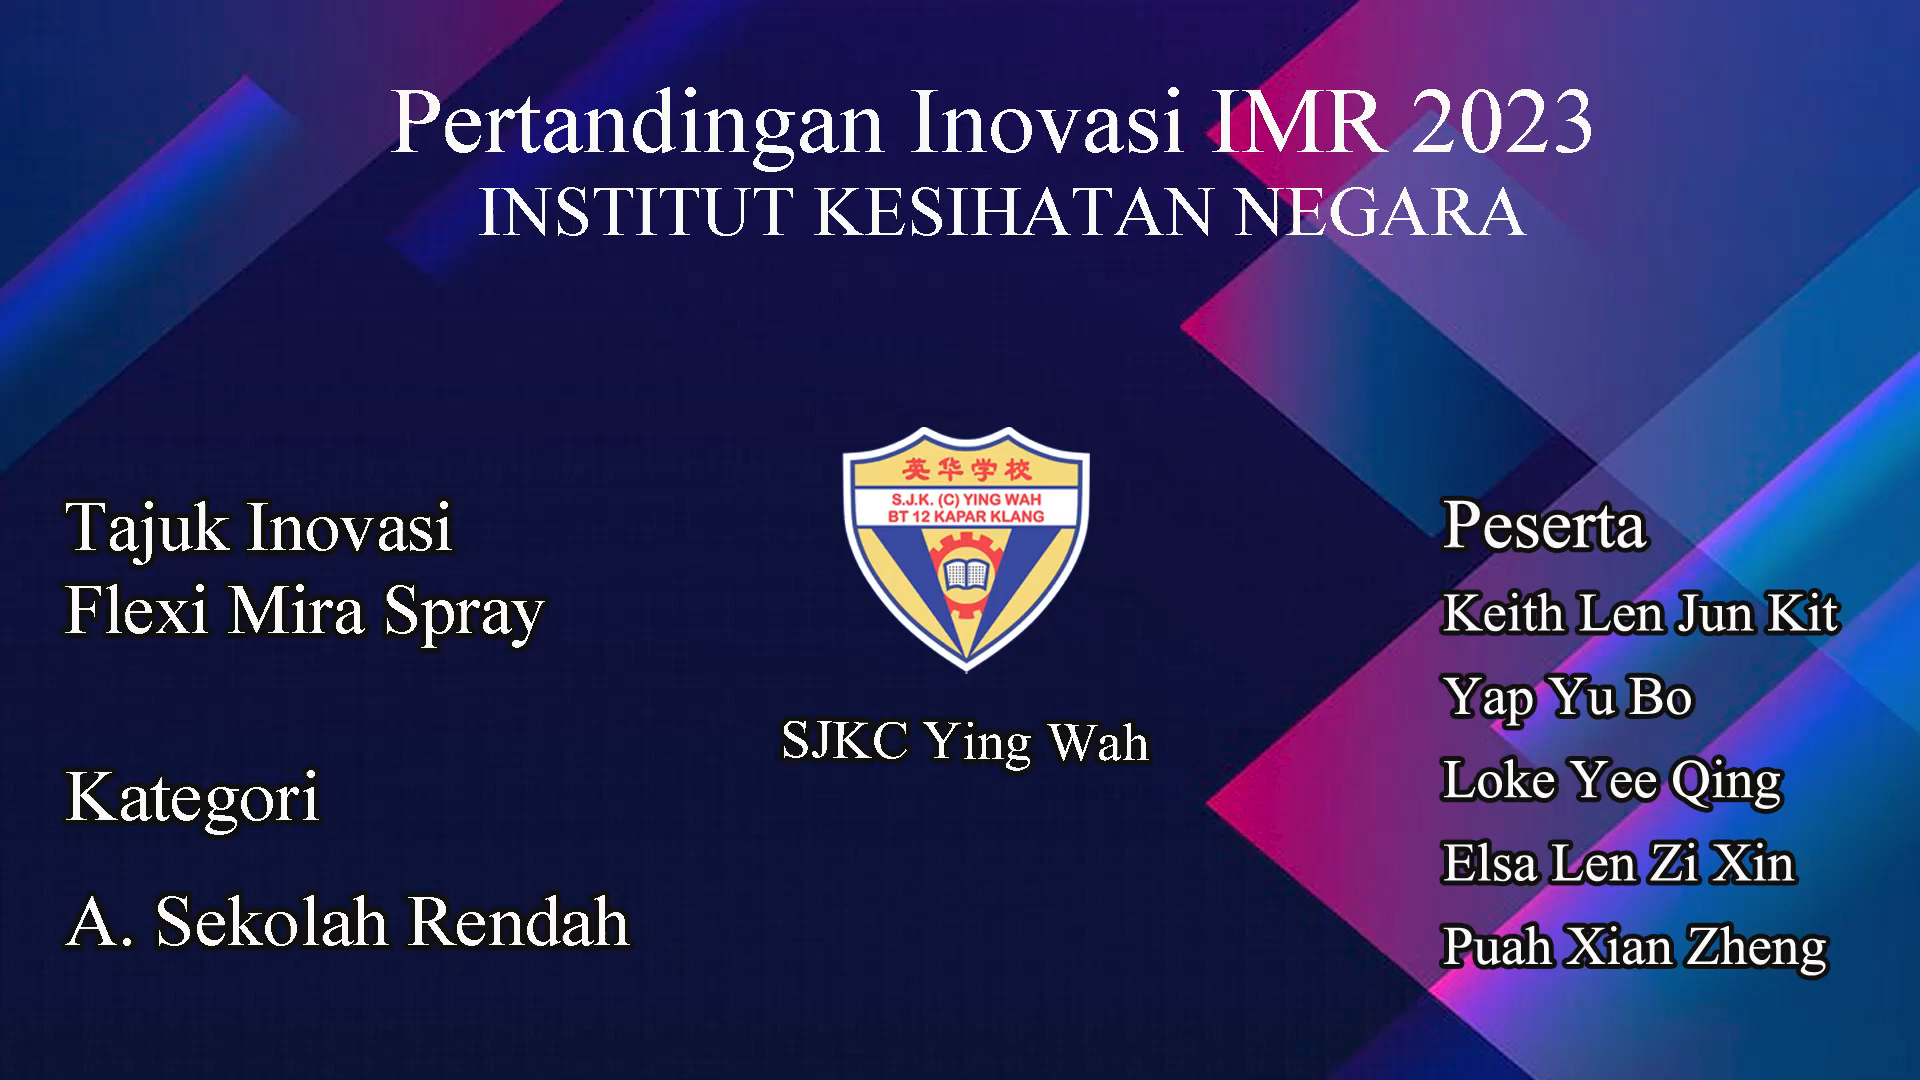 Pertandingan Inovasi IMR 2023
INSTITUT KESIHATAN NEGARA
Tajuk Inovasi
Flexi Mira Spray
Kategori
A. Sekolah Rendah
英华学校
S.J.K. (C) YING WAH
BT 12 KAPAR KLANG
SJKC Ying Wah
Peserta
Keith Len Jun Kit
Yap Yu Bo
Loke Yee Qing
Elsa Len Zi Xin
Puah Xian Zheng